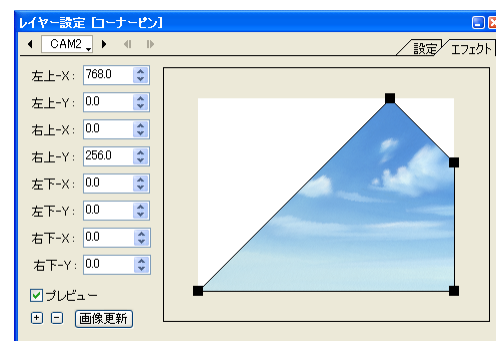 レイヤー設定 [コーナーピン]
CAM2
設定 エフェクト
左上-X: 768.0
左上-Y: 0.0
右上-X: 0.0
右上-Y: 256.0
左下-X: 0.0
左下-Y: 0.0
右下-X: 0.0
右下-Y: 0.0
プレビュー
画像更新